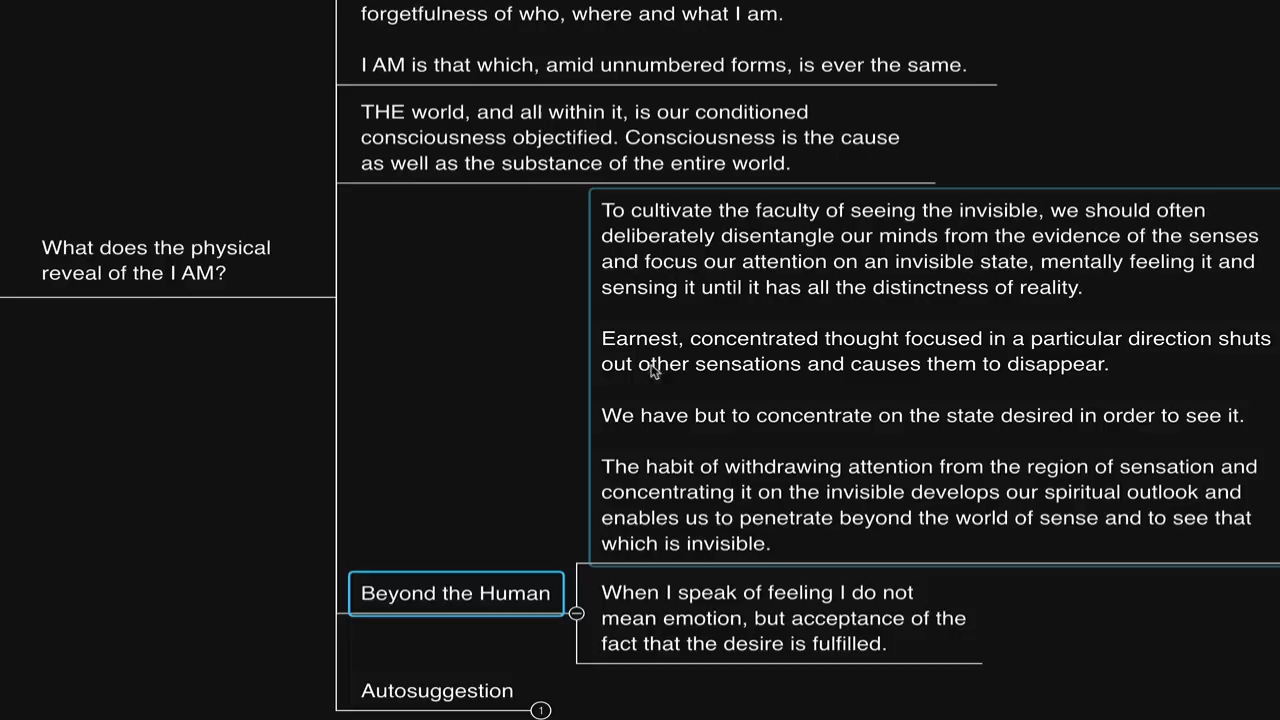 forgetfulness of who, where and what I am.
I AM is that which, amid unnumbered forms, is ever the same.
THE world, and all within it, is our conditioned
consciousness objectified. Consciousness is the cause
as well as the substance of the entire world.
What does the physical
reveal of the I AM?
To cultivate the faculty of seeing the invisible, we should often
deliberately disentangle our minds from the evidence of the senses
and focus our attention on an invisible state, mentally feeling it and
sensing it until it has all the distinctness of reality.
Earnest, concentrated thought focused in a particular direction shuts
out other sensations and causes them to disappear.
We have but to concentrate on the state desired in order to see it.
The habit of withdrawing attention from the region of sensation and
concentrating it on the invisible develops our spiritual outlook and
enables us to penetrate beyond the world of sense and to see that
which is invisible.
Beyond the Human
When I speak of feeling I do not
mean emotion, but acceptance of the
fact that the desire is fulfilled.
Autosuggestion
1